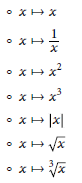 ∘ x ↦ x
∘ x ↦ 1/x
∘ x ↦ x²
∘ x ↦ x³
∘ x ↦ |x|
∘ x ↦ √x
∘ x ↦ ∛x